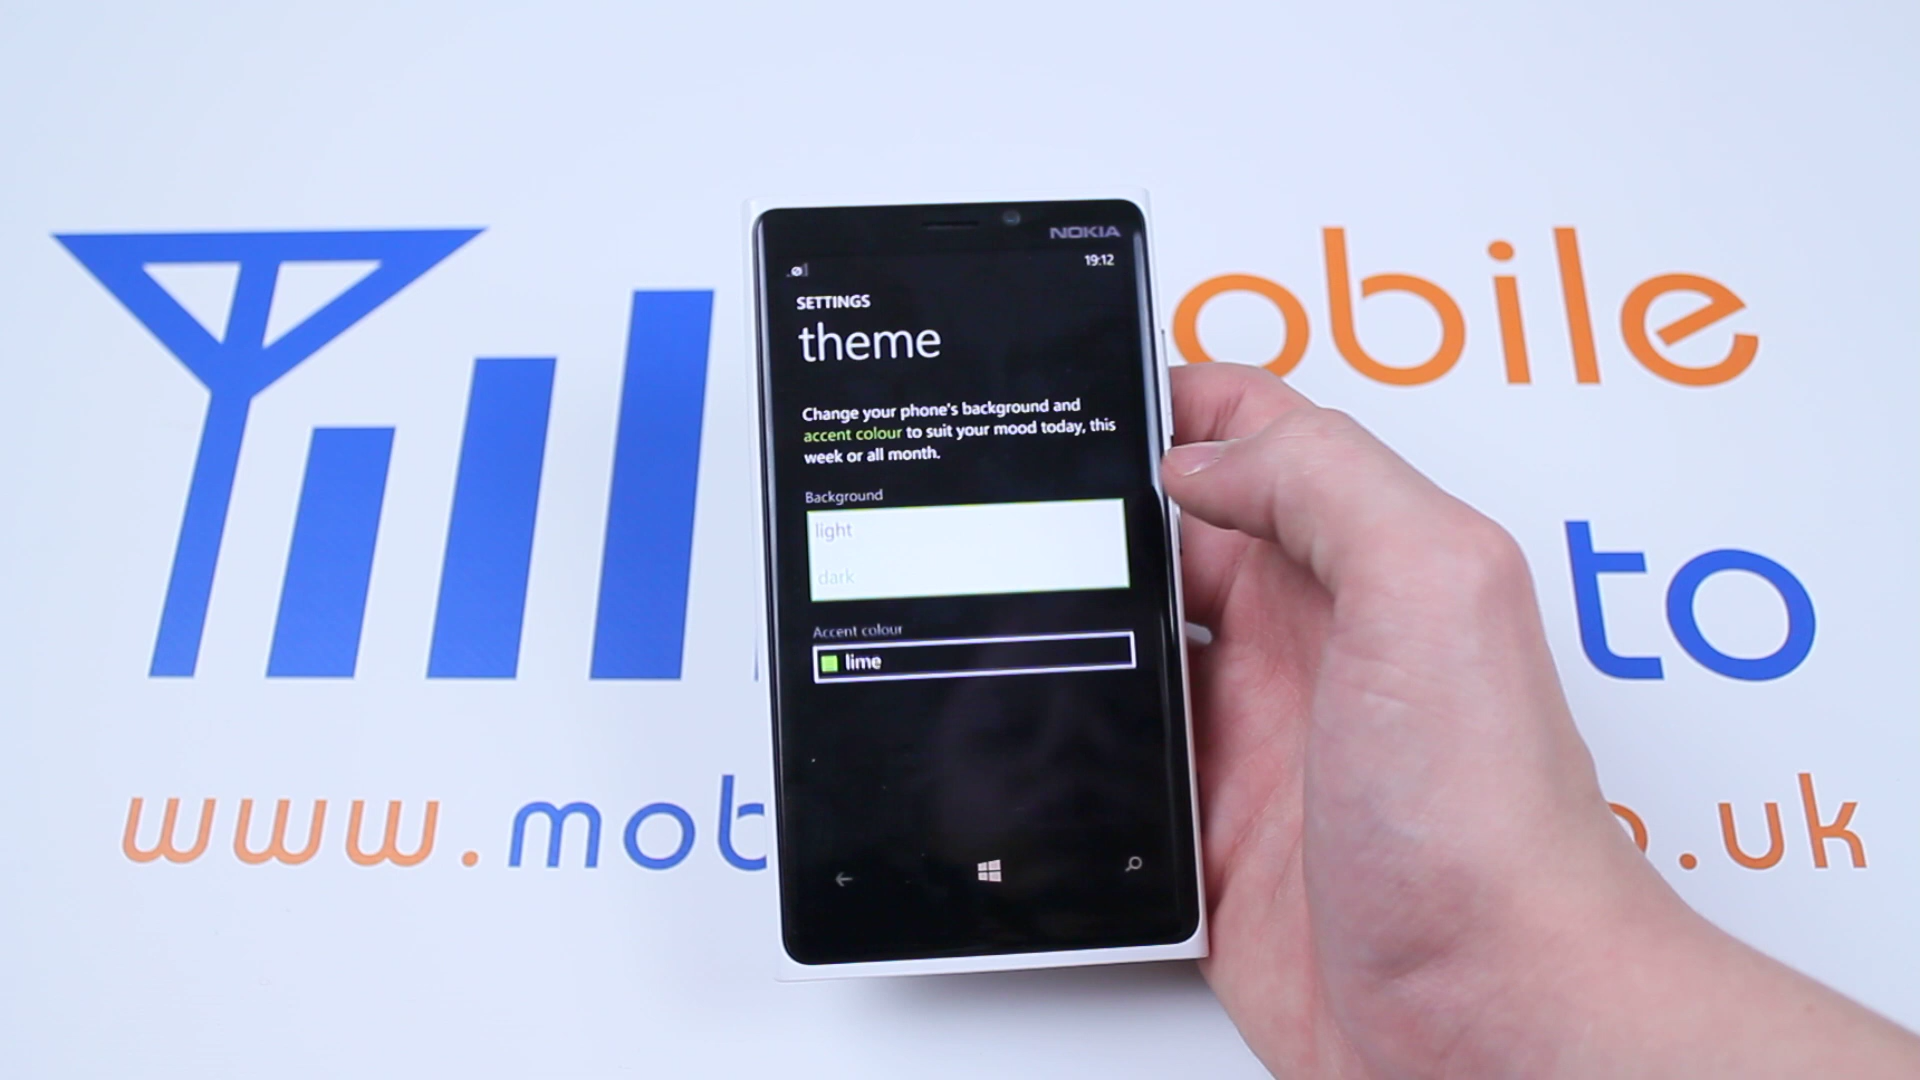 obile
to
www.mob
o.uk
NOKIA
19:12
SETTINGS
theme
Change your phone's background and
accent colour to suit your mood today, this
week or all month.
Background
light
dark
Accent colour
lime